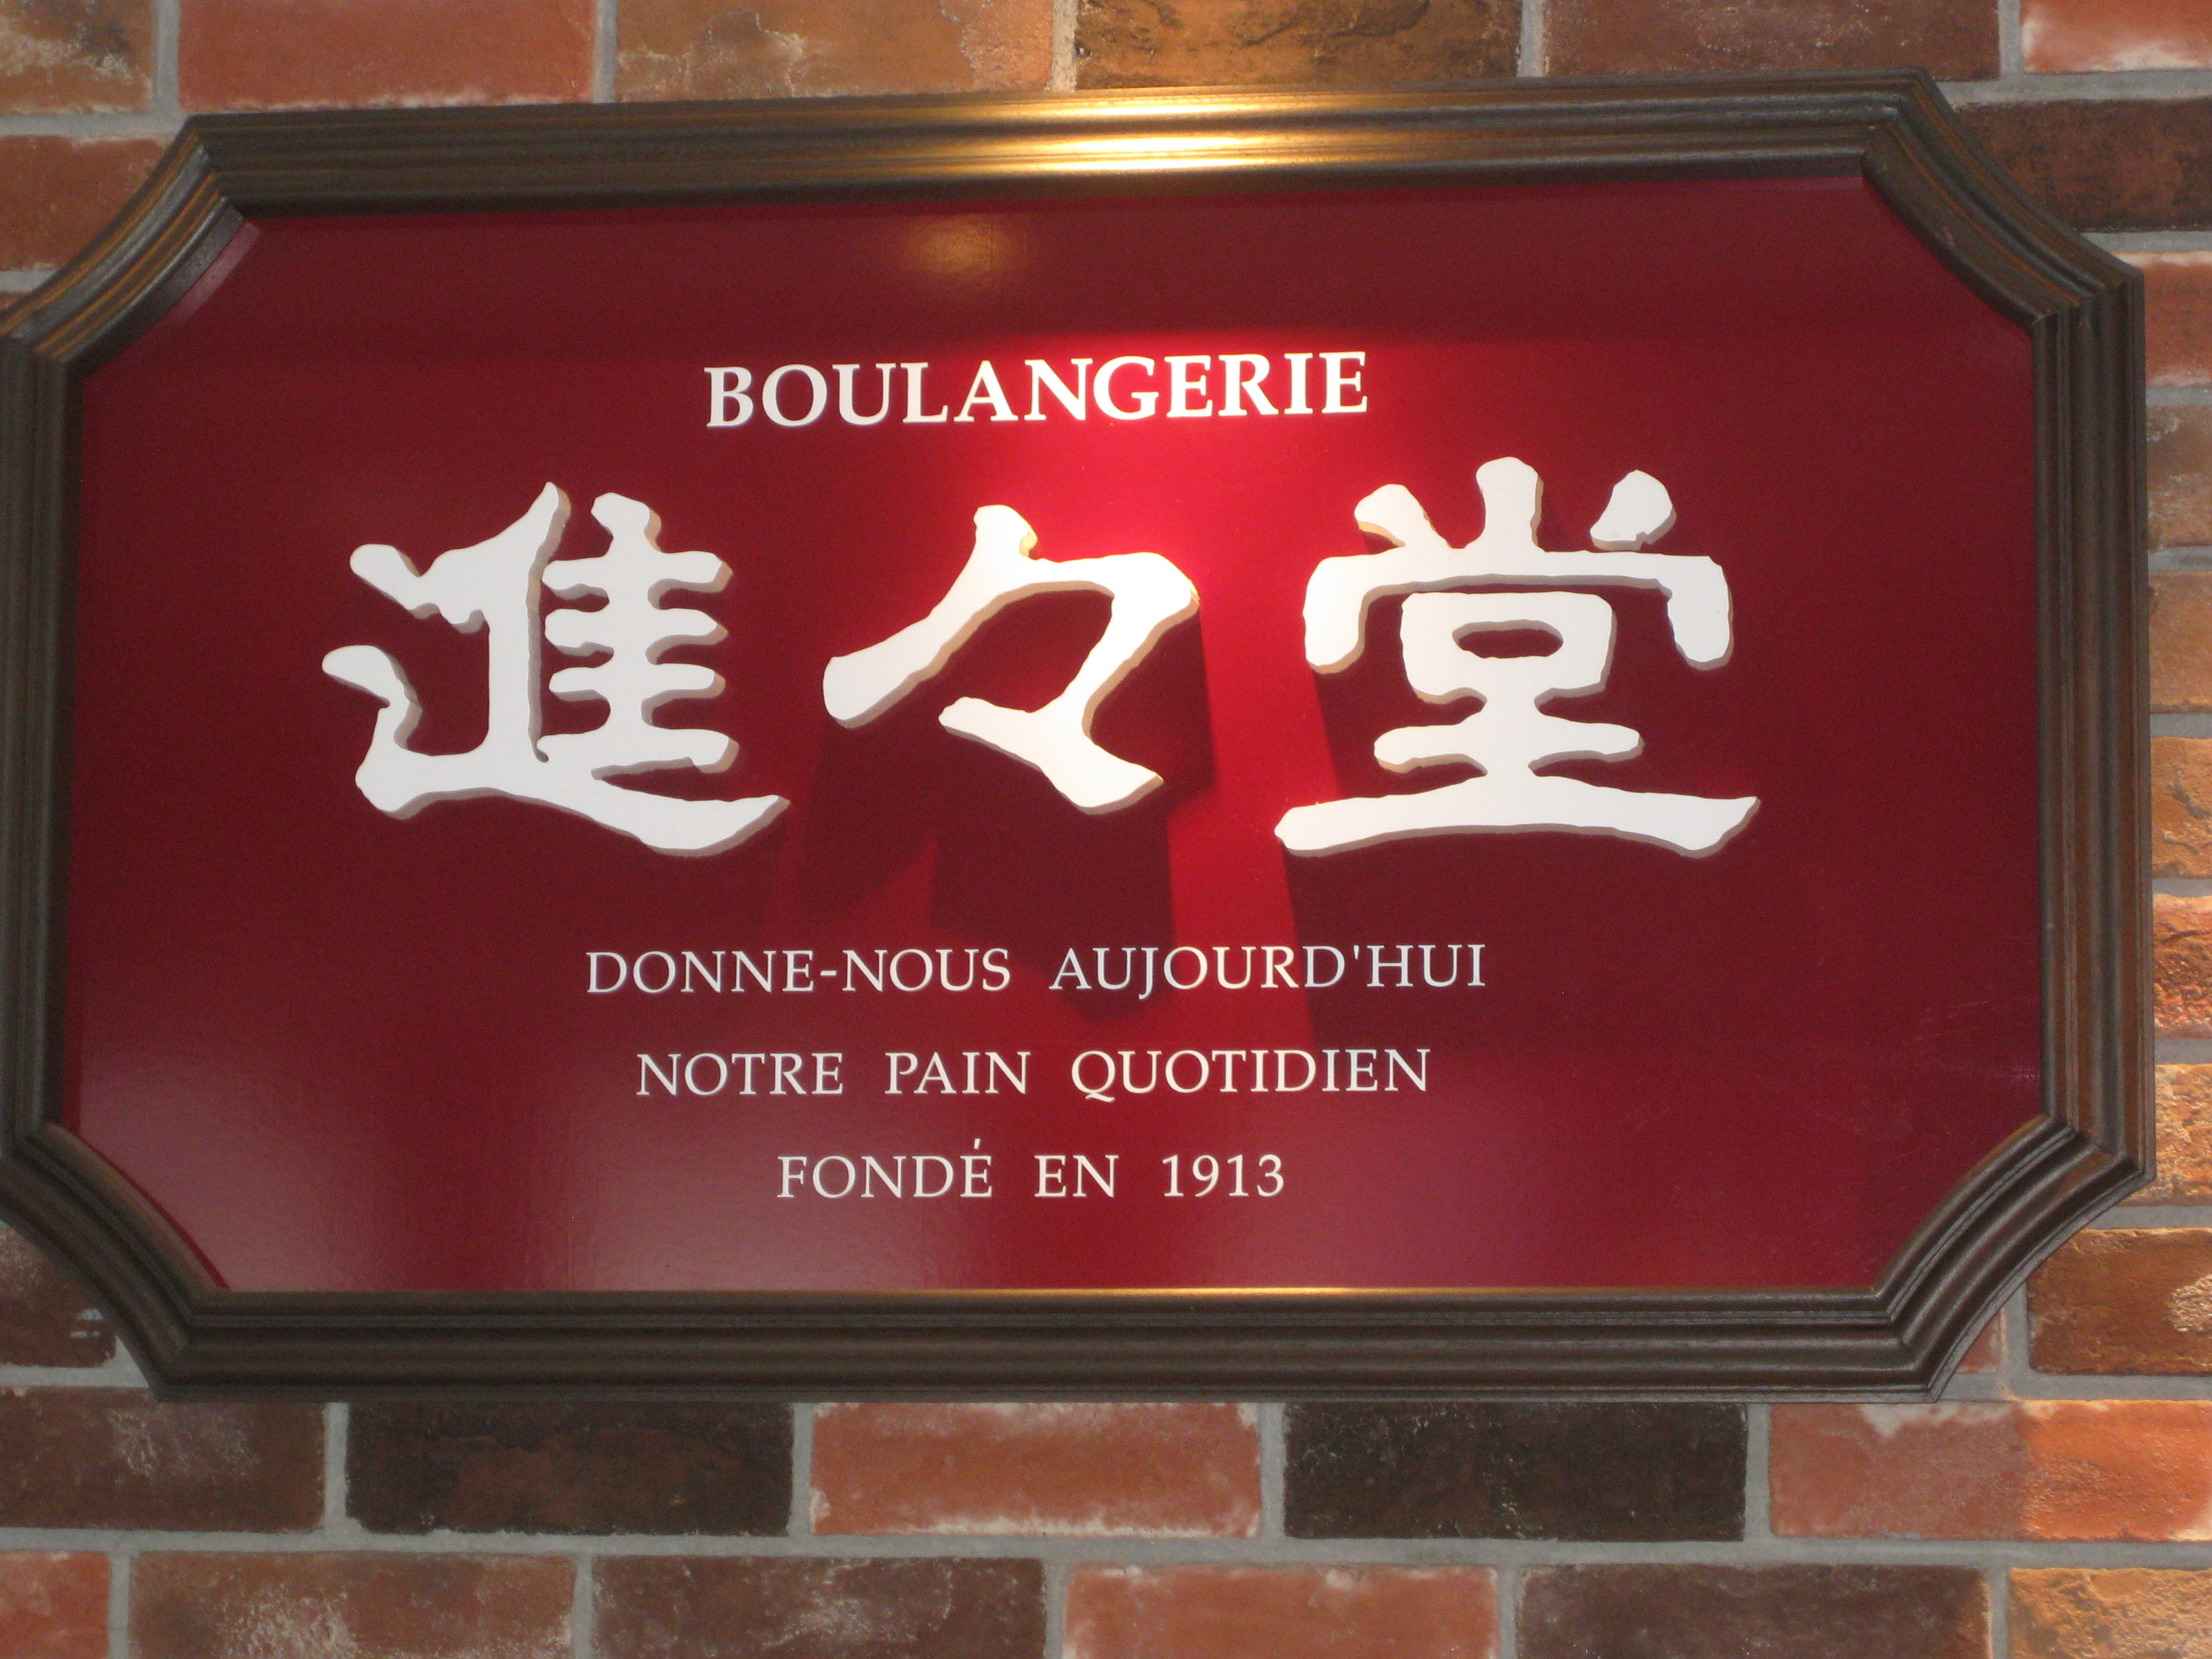 BOULANGERIE
進々堂
DONNE-NOUS AUJOURD'HUI
NOTRE PAIN QUOTIDIEN
FONDÉ EN 1913